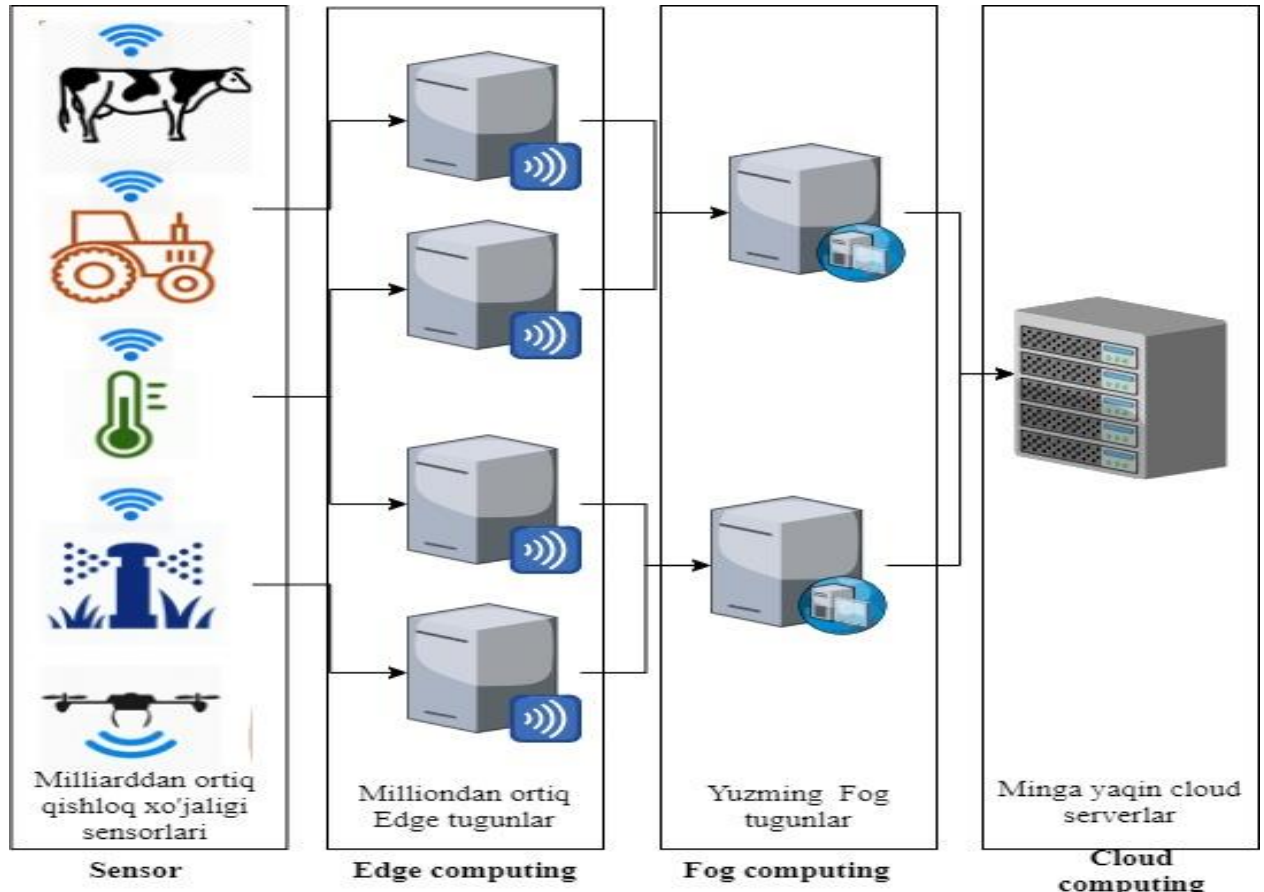 Milliarddan ortiq
qishloq xo'jaligi
sensorlari
Sensor
Milliondan ortiq
Edge tugunlar
Edge computing
Yuzming Fog
tugunlar
Fog computing
Minga yaqin cloud
serverlar
Cloud
computing